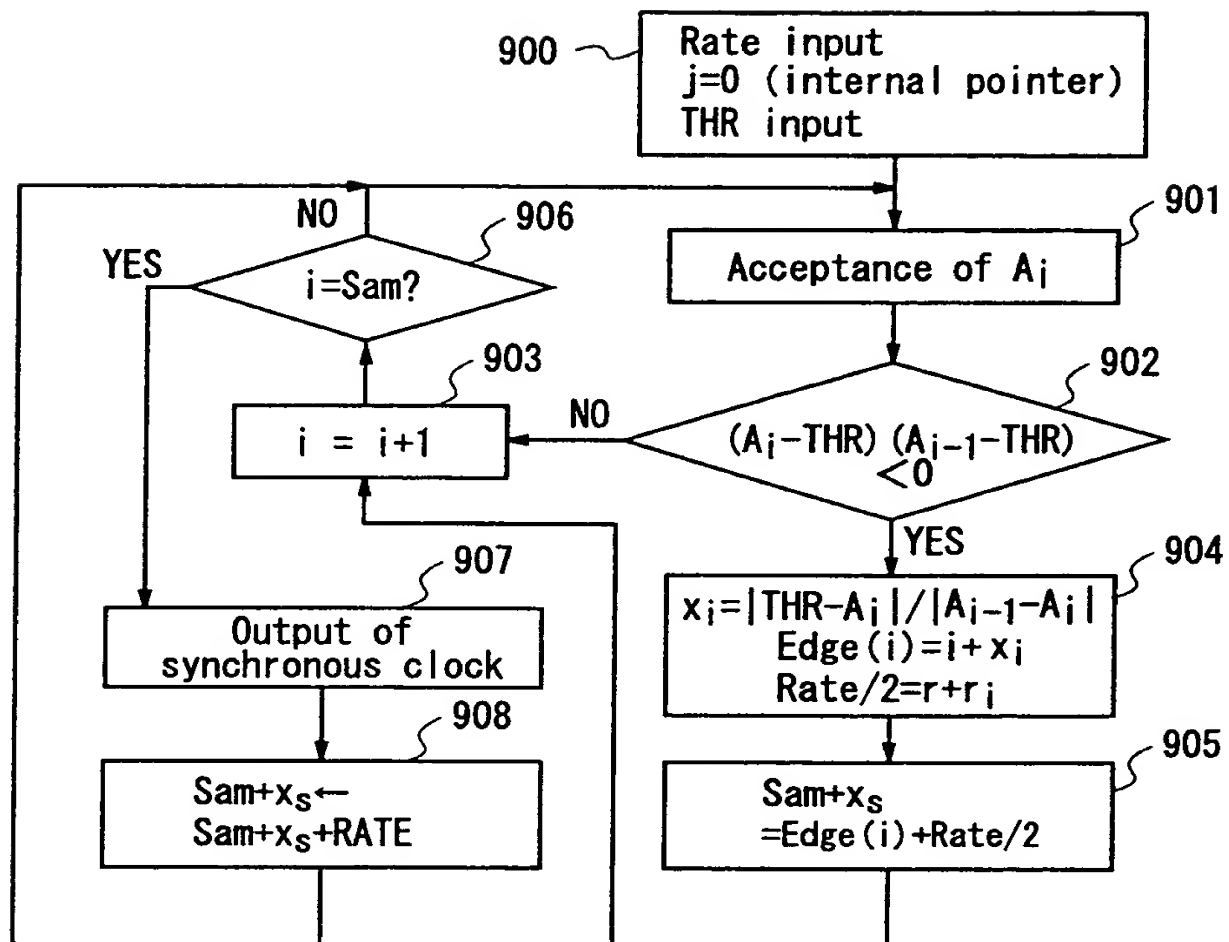 900
Rate input
j=0 (internal pointer)
THR input
901
Acceptance of Ai
902
(Ai-THR) (Ai-1-THR)
<0
NO
YES
903
i = i+1
906
i=Sam?
NO
YES
904
xi=|THR-Ai|/|Ai-1-Ai|
Edge(i)=i+xi
Rate/2=r+ri
905
Sam+xs
=Edge(i)+Rate/2
907
Output of
synchronous clock
908
Sam+xs←
Sam+xs+RATE